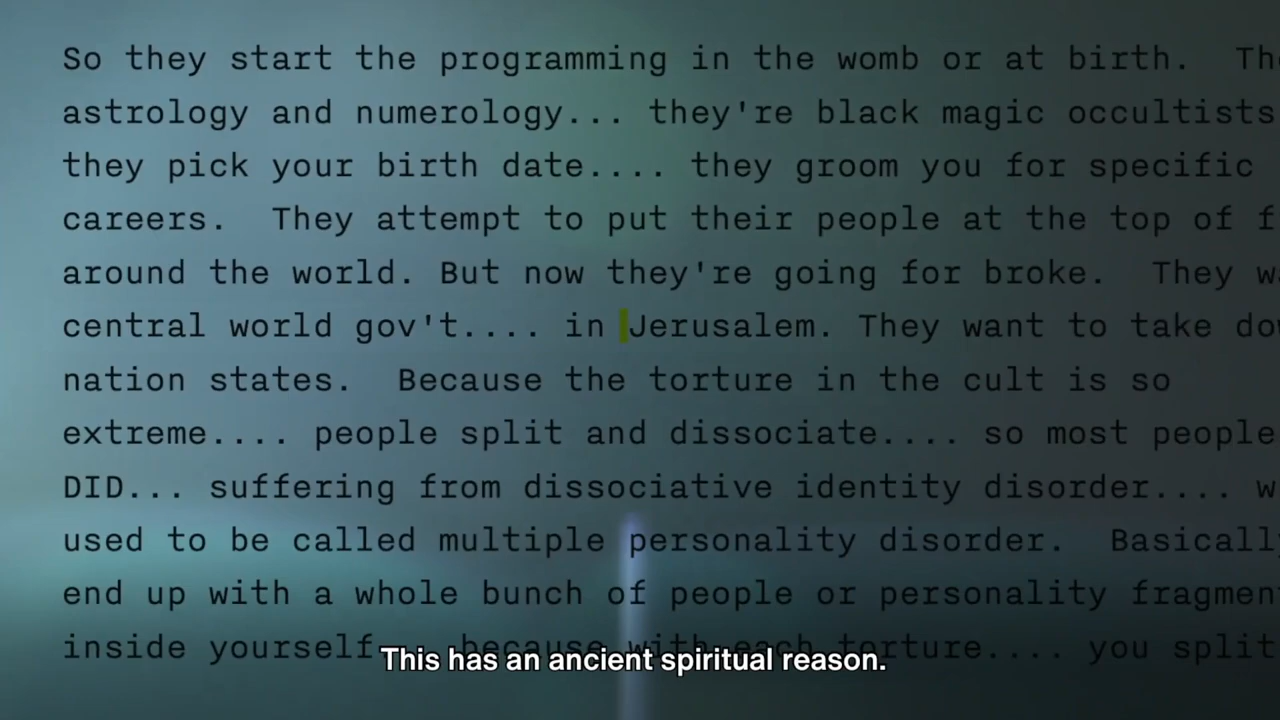 So they start the programming in the womb or at birth.
astrology and numerology... they're black magic occultists
they pick your birth date.... they groom you for specific
careers. They attempt to put their people at the top of
around the world. But now they're going for broke. They
central world gov't.... in Jerusalem. They want to take
nation states. Because the torture in the cult is so
extreme.... people split and dissociate.... so most people
DID... suffering from dissociative identity disorder....
used to be called multiple personality disorder.
end up with a whole bunch of people or personality
inside yourself.... because with each torture.... you split
This has an ancient spiritual reason.